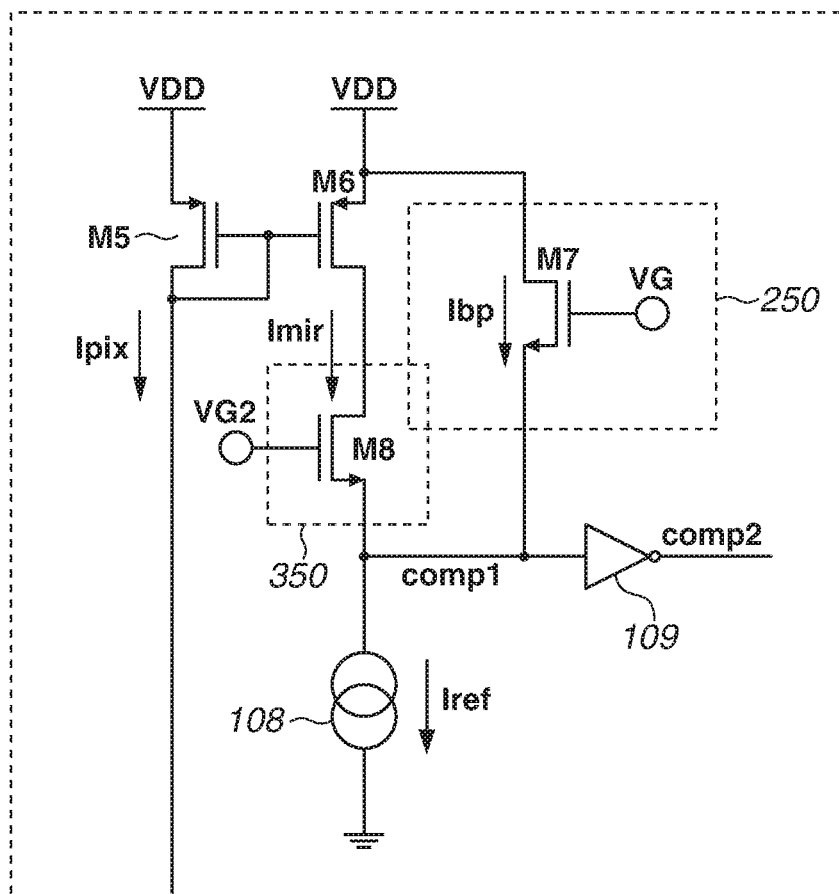 VDD
VDD
M6
M5
M7
VG
250
Ibp
Ipix
Imir
VG2
M8
350
comp1
comp2
109
108
Iref